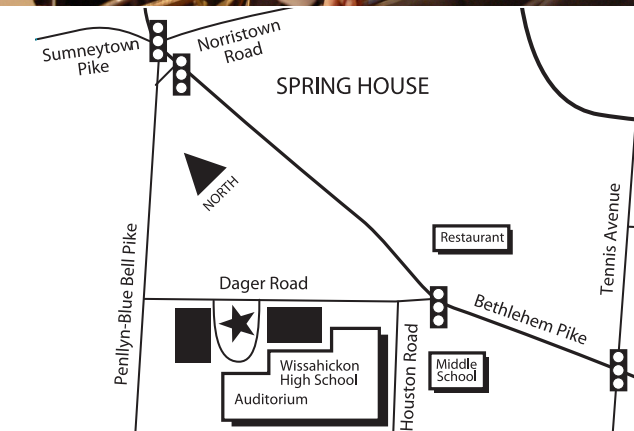 Sumneytown
Pike
Norristown
Road
SPRING HOUSE
NORTH
Penllyn-Blue Bell Pike
Restaurant
Tennis Avenue
Dager Road
Bethlehem Pike
Houston Road
Wissahickon
High School
Auditorium
Middle
School